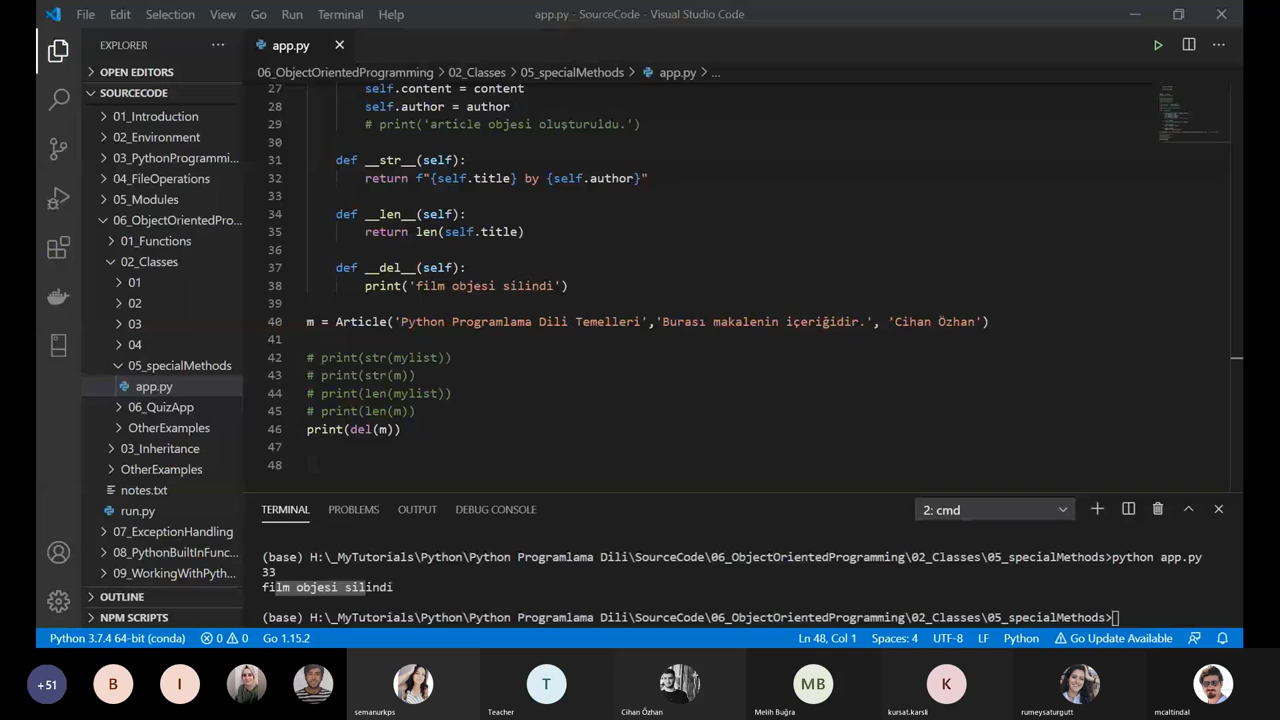 File Edit Selection View Go Run Terminal Help app.py - SourceCode - Visual Studio Code
EXPLORER ··· app.py
OPEN EDITORS
SOURCECODE
01_Introduction
02_Environment
03_PythonProgrammi...
04_FileOperations
05_Modules
06_ObjectOrientedPro...
01_Functions
02_Classes
01
02
03
04
05_specialMethods
app.py
06_QuizApp
OtherExamples
03_Inheritance
OtherExamples
notes.txt
run.py
07_ExceptionHandling
08_PythonBuiltInFunc...
09_WorkingWithPyth...
OUTLINE
NPM SCRIPTS
06_ObjectOrientedProgramming > 02_Classes > 05_specialMethods > app.py > ...
27 self.content = content
28 self.author = author
29 # print('article objesi oluşturuldu.')
30
31 def __str__(self):
32 return f"{self.title} by {self.author}"
33
34 def __len__(self):
35 return len(self.title)
36
37 def __del__(self):
38 print('film objesi silindi')
39
40 m = Article('Python Programlama Dili Temelleri','Burası makalenin içeriğidir.', 'Cihan Özhan')
41
42 # print(str(mylist))
43 # print(str(m))
44 # print(len(mylist))
45 # print(len(m))
46 print(del(m))
47
48
TERMINAL PROBLEMS OUTPUT DEBUG CONSOLE 2: cmd
(base) H:\_MyTutorials\Python\Python Programlama Dili\SourceCode\06_ObjectOrientedProgramming\02_Classes\05_specialMethods>python app.py
33
film objesi silindi
(base) H:\_MyTutorials\Python\Python Programlama Dili\SourceCode\06_ObjectOrientedProgramming\02_Classes\05_specialMethods>
Python 3.7.4 64-bit (conda) 0 0 Go 1.15.2 Ln 48, Col 1 Spaces: 4 UTF-8 LF Python Go Update Available
+51 B I T MB K
semanurkps Teacher Cihan Özhan Melih Buğra kursat.karsli rumeysaturgutt mcaltindal